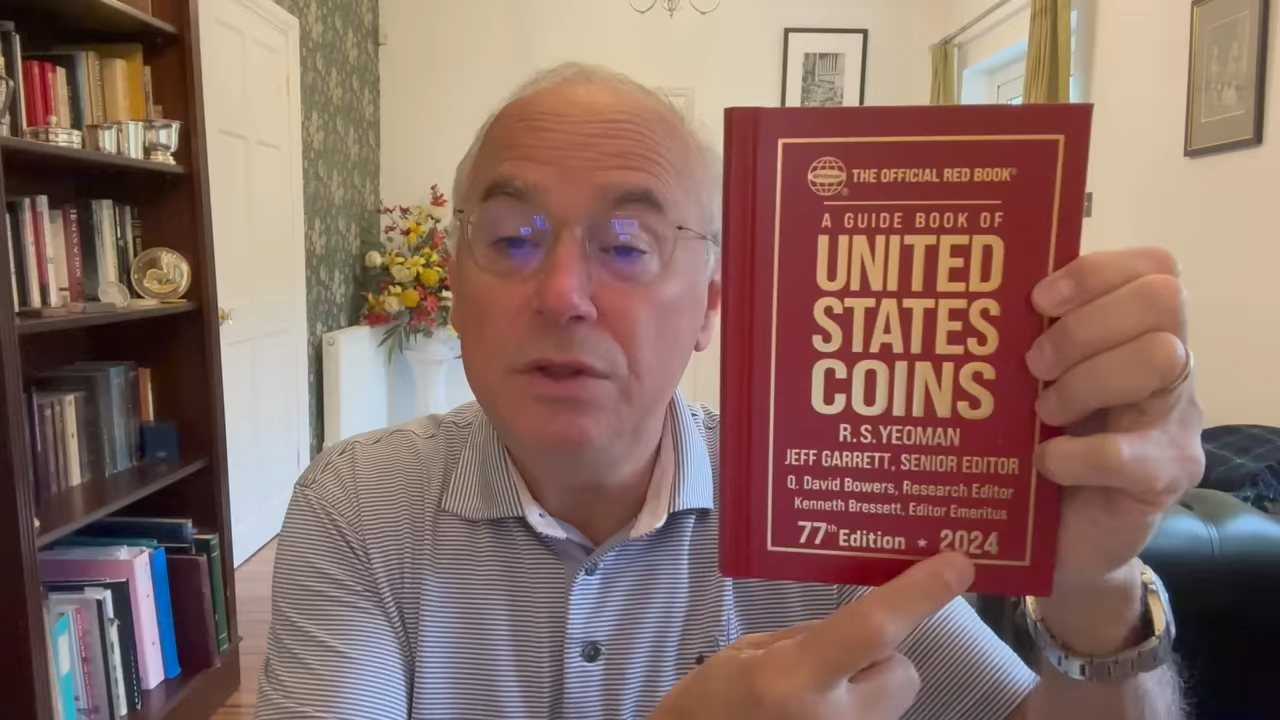 THE OFFICIAL RED BOOK®
A GUIDE BOOK OF
UNITED
STATES
COINS
R. S. YEOMAN
JEFF GARRETT, SENIOR EDITOR
Q. David Bowers, Research Editor
Kenneth Bressett, Editor Emeritus
77th Edition ★ 2024